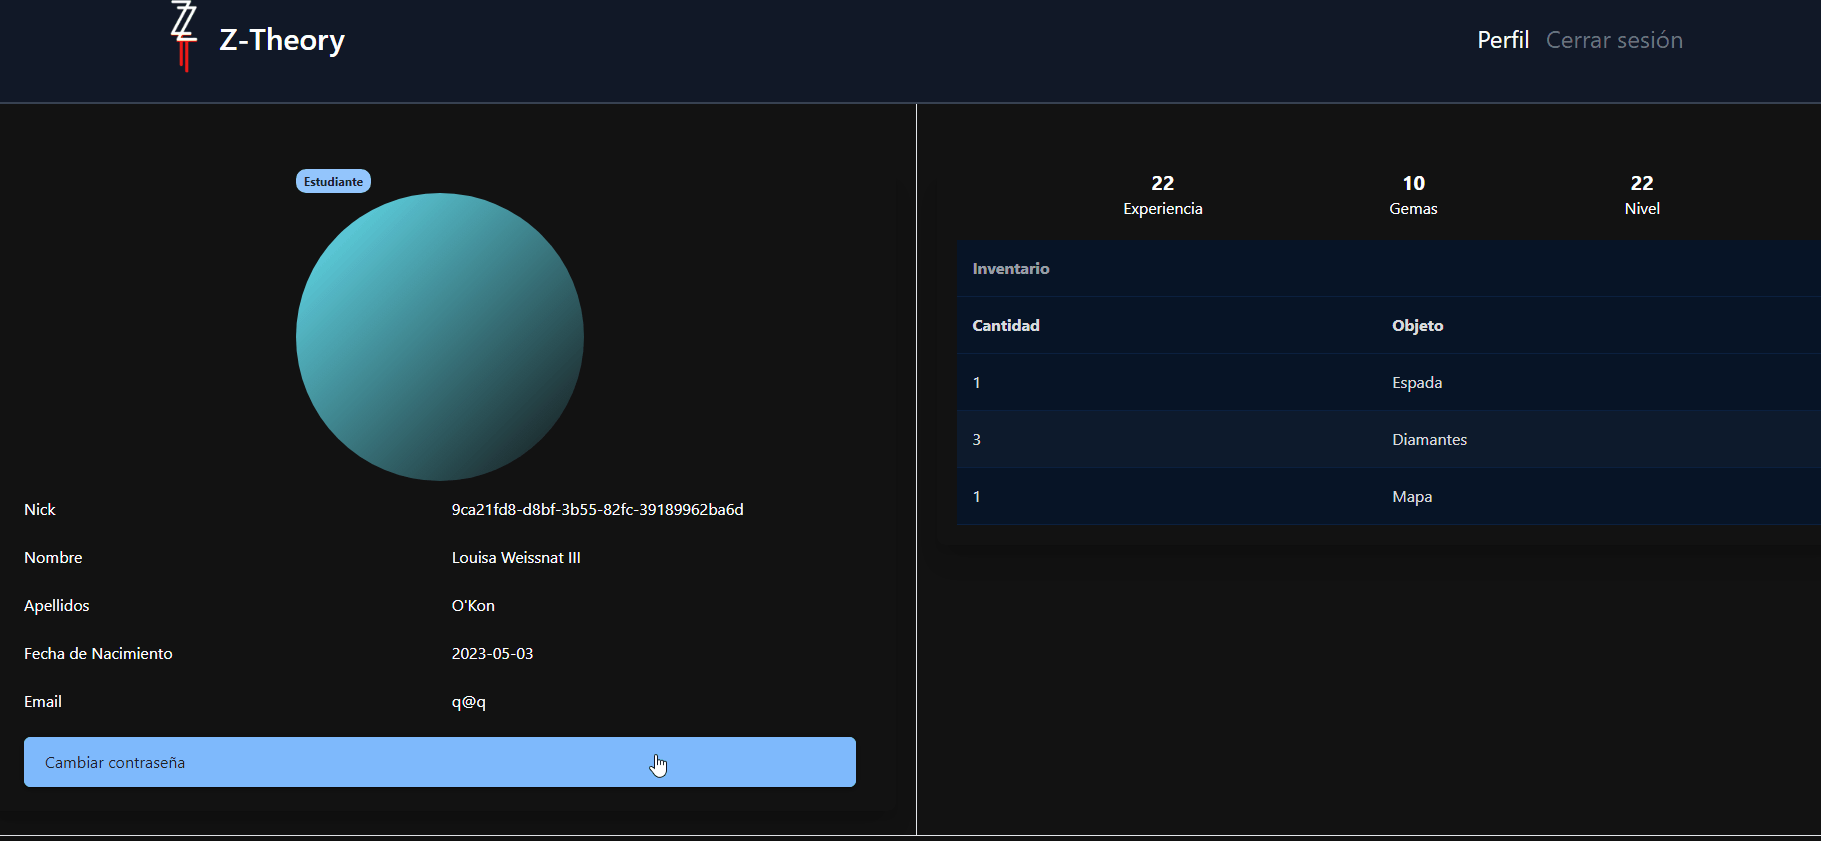 Z-Theory
Perfil Cerrar sesión
Estudiante
Nick 9ca21fd8-d8bf-3b55-82fc-39189962ba6d
Nombre Louisa Weissnat III
Apellidos O'Kon
Fecha de Nacimiento 2023-05-03
Email q@q
Cambiar contraseña
22 10 22
Experiencia Gemas Nivel
Inventario
Cantidad Objeto
1 Espada
3 Diamantes
1 Mapa